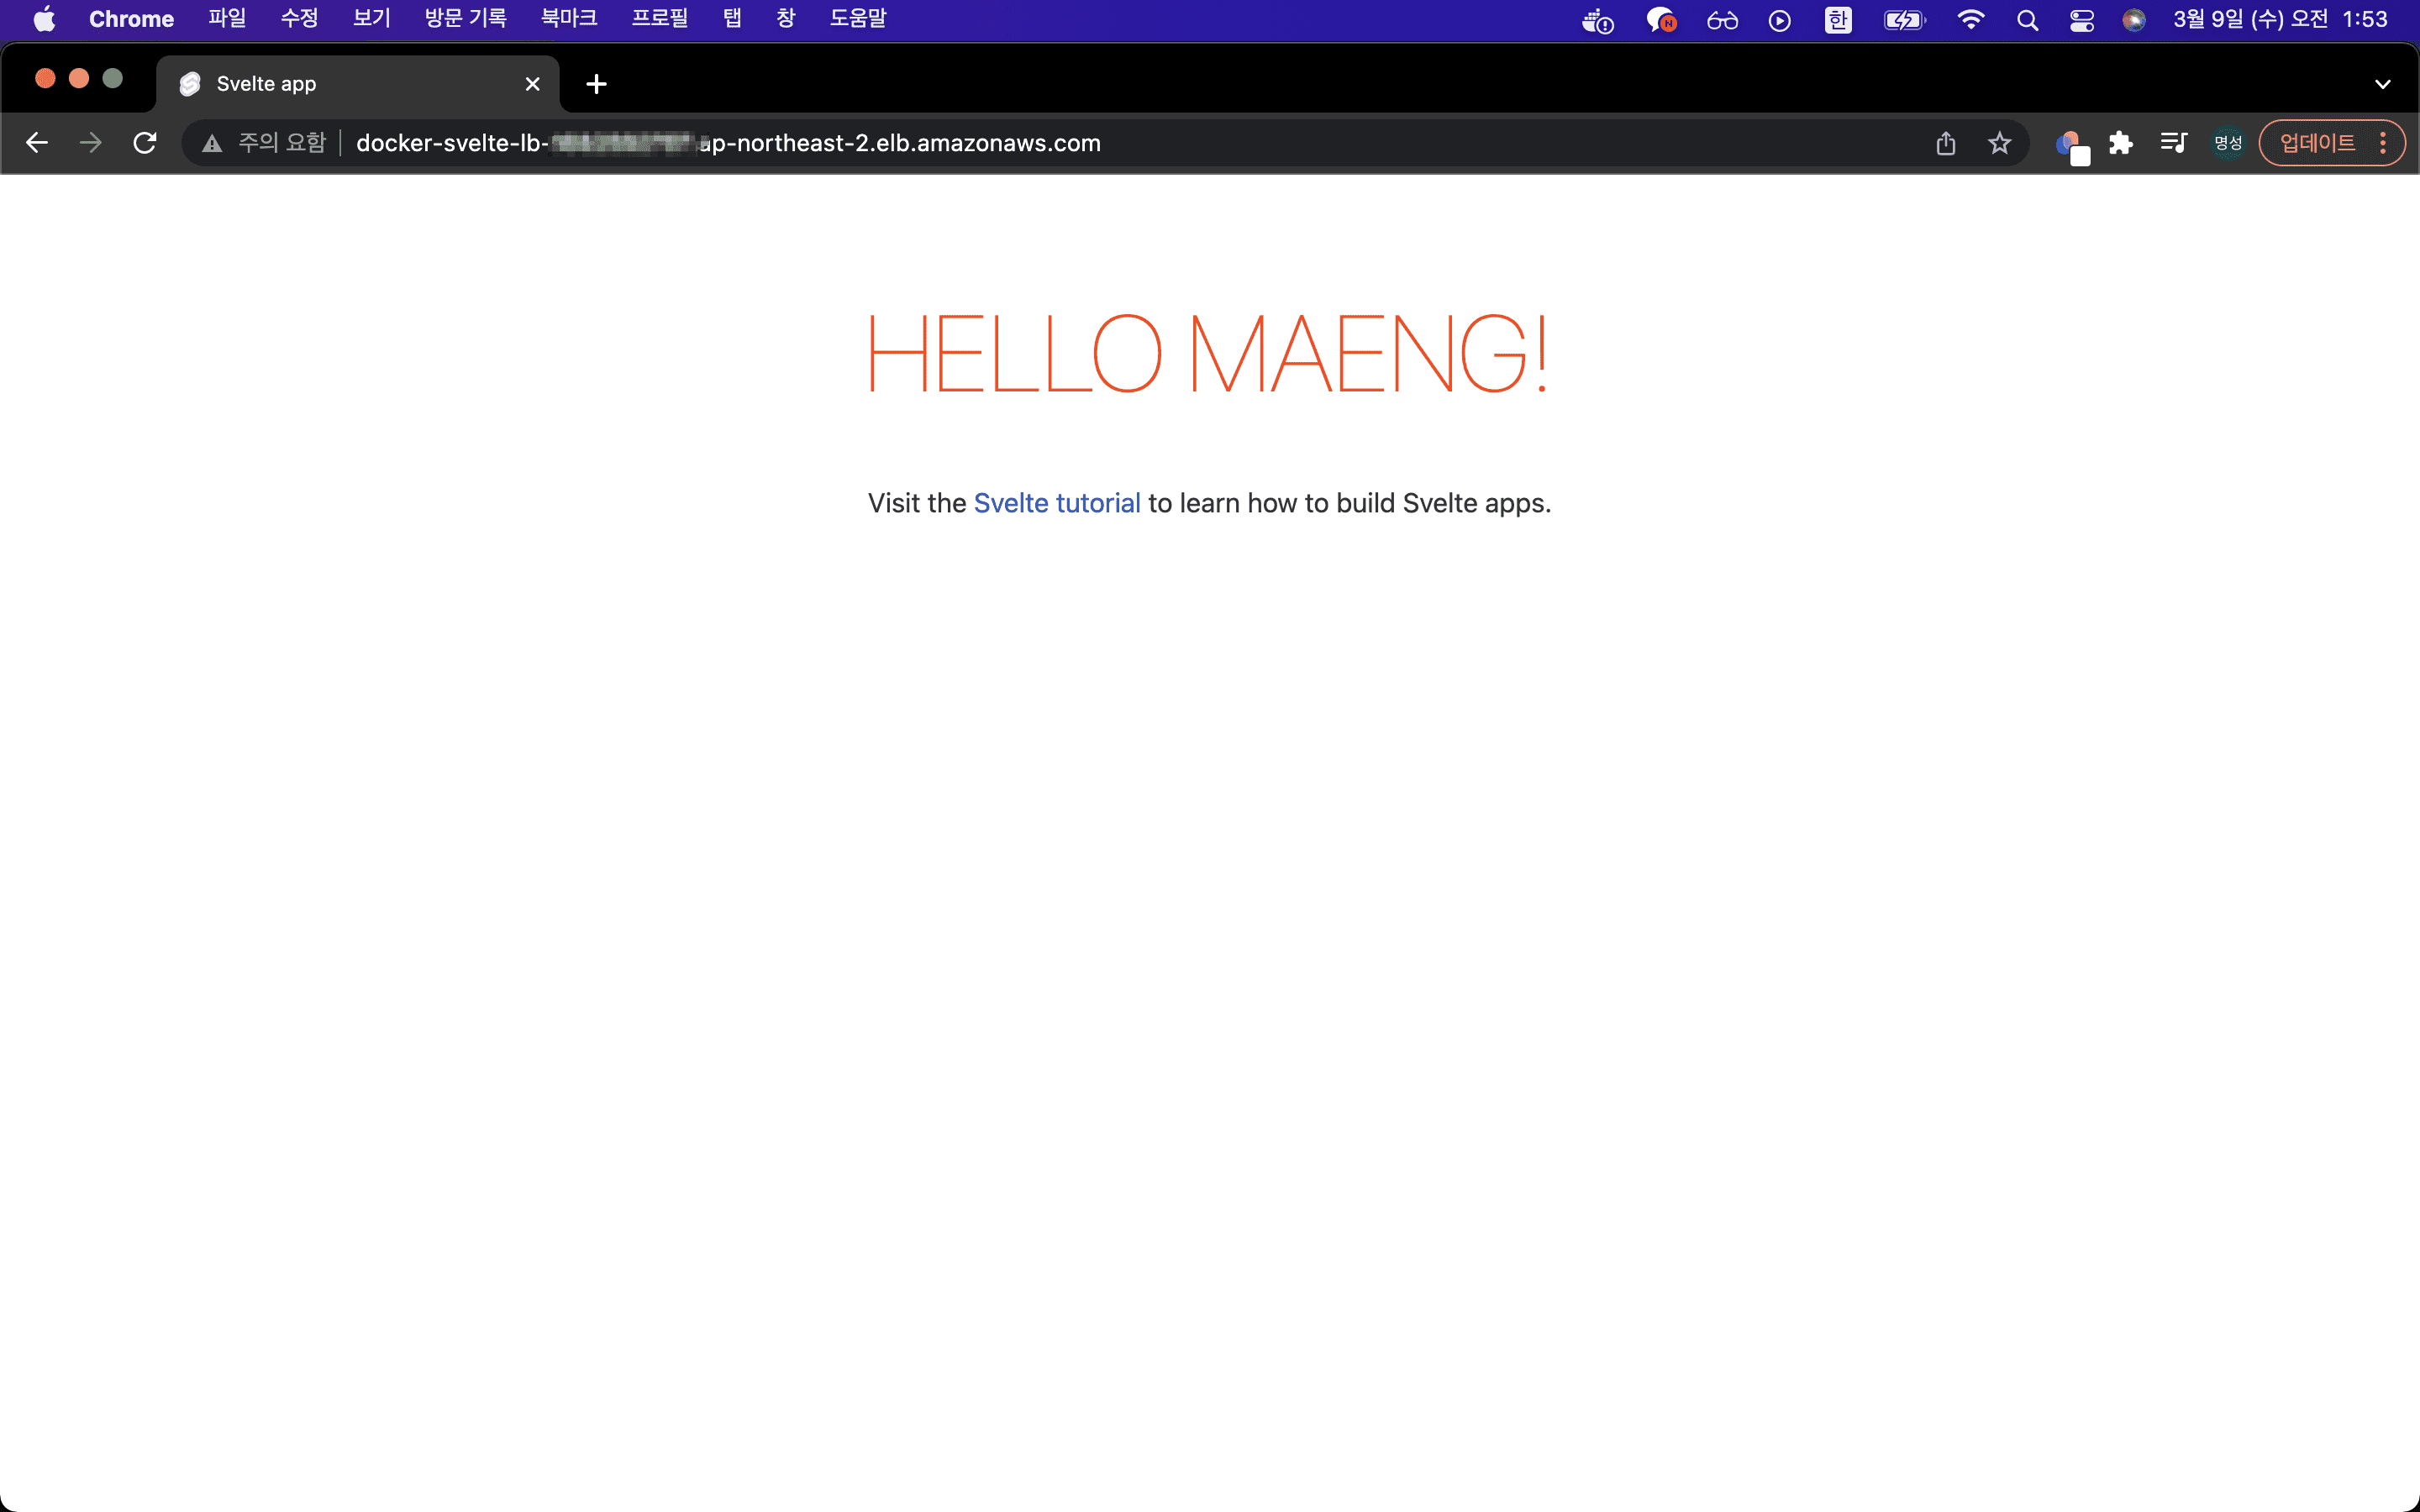 Chrome 파일 수정 보기 방문 기록 북마크 프로필 탭 창 도움말 N 한 3월 9일 (수) 오전 1:53
Svelte app
주의 요함 docker-svelte-lb- ap-northeast-2.elb.amazonaws.com 명성 업데이트
HELLO MAENG!
Visit the Svelte tutorial to learn how to build Svelte apps.